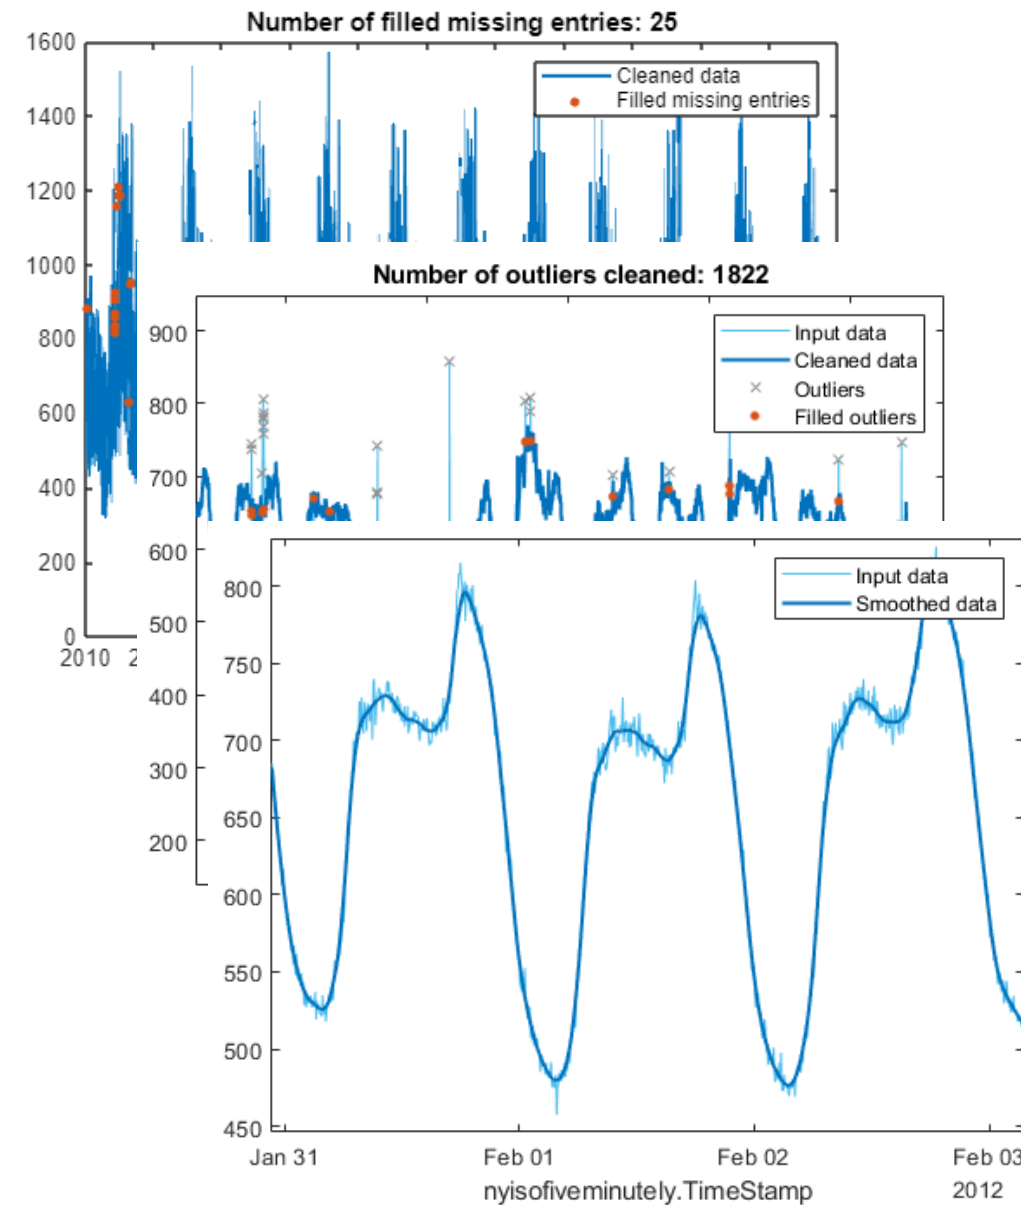 Number of filled missing entries: 25
1600
1400
1200
1000
800
600
400
200
0
2010 2
Cleaned data
Filled missing entries
Number of outliers cleaned: 1822
900
800
700
600
500
400
300
200
Input data
Cleaned data
Outliers
Filled outliers
800
750
700
650
600
550
500
450
Input data
Smoothed data
Jan 31 Feb 01 Feb 02 Feb 03
nyisofiveminutely.TimeStamp 2012